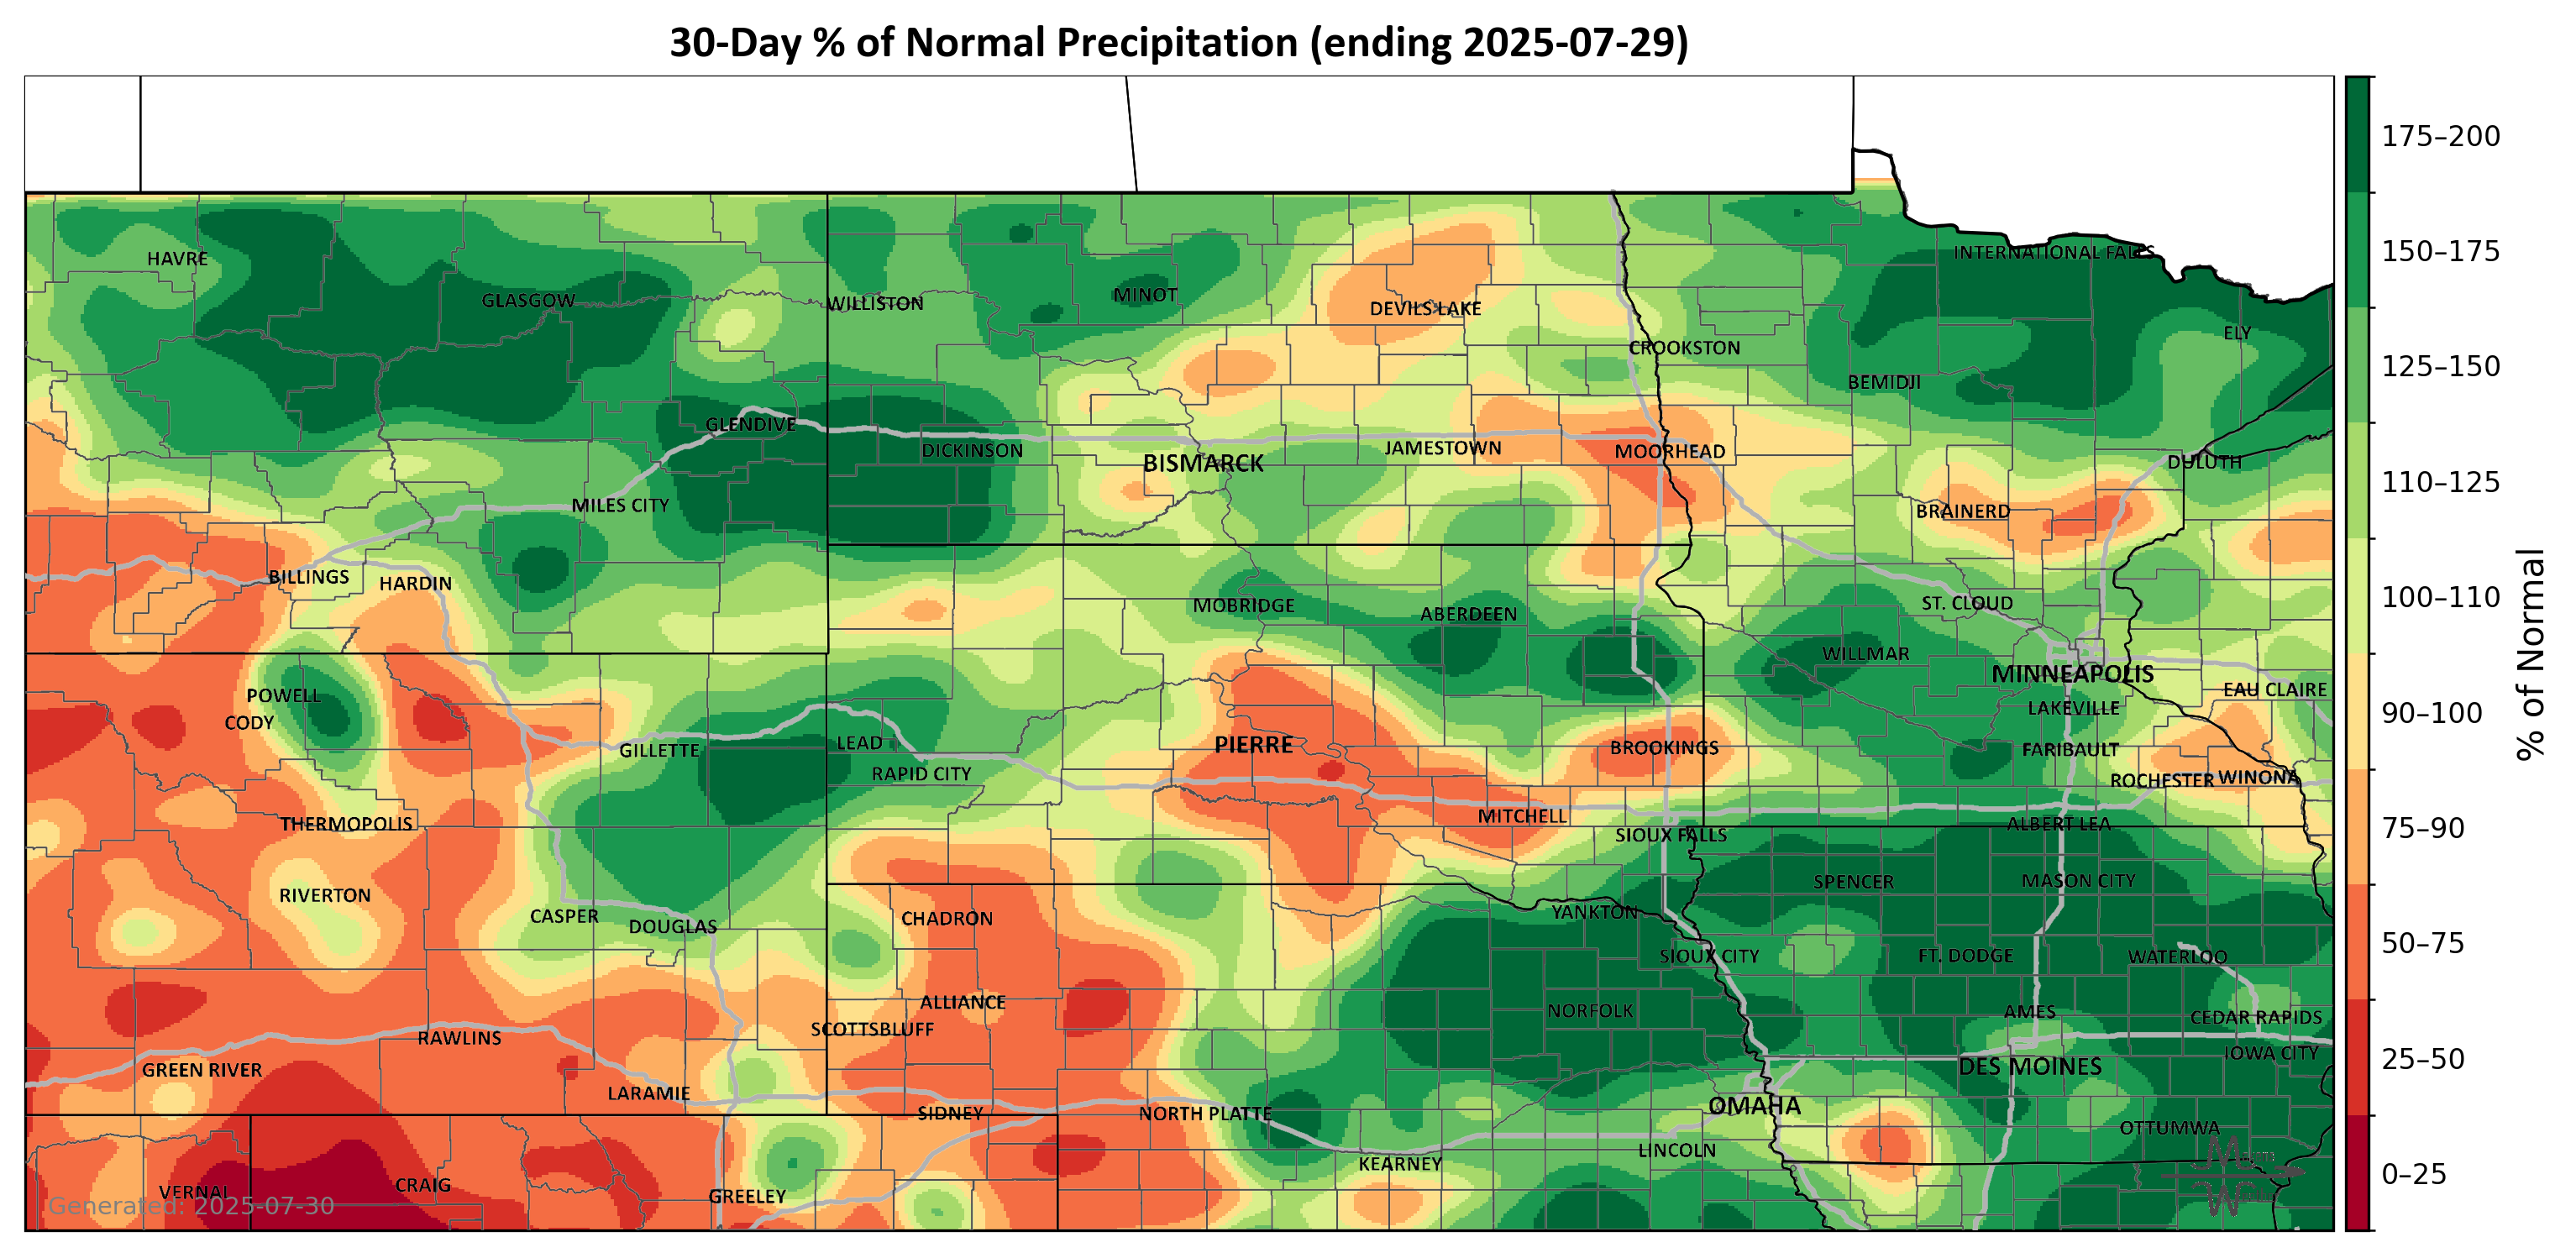 30-Day % of Normal Precipitation (ending 2025-07-29)
175–200
HAVRE
INTERNATIONAL FALLS
150–175
GLASGOW
WILLISTON
MINOT
DEVILS LAKE
ELY
CROOKSTON
125–150
BEMIDJI
GLENDIVE
DICKINSON
BISMARCK
JAMESTOWN
MOORHEAD
DULUTH
110–125
MILES CITY
BRAINERD
BILLINGS
HARDIN
MOBRIDGE
ABERDEEN
ST. CLOUD
100–110
WILLMAR
MINNEAPOLIS
% of Normal
POWELL
EAU CLAIRE
CODY
LAKEVILLE
90–100
GILLETTE
LEAD
PIERRE
BROOKINGS
FARIBAULT
RAPID CITY
ROCHESTER
WINONA
THERMOPOLIS
MITCHELL
ALBERT LEA
75–90
SIOUX FALLS
RIVERTON
SPENCER
MASON CITY
CASPER
DOUGLAS
CHADRON
YANKTON
50–75
SIOUX CITY
FT. DODGE
WATERLOO
ALLIANCE
NORFOLK
AMES
SCOTTSBLUFF
CEDAR RAPIDS
RAWLINS
IOWA CITY
25–50
GREEN RIVER
DES MOINES
LARAMIE
SIDNEY
NORTH PLATTE
OMAHA
OTTUMWA
LINCOLN
KEARNEY
0–25
VERNAL
CRAIG
GREELEY
Generated: 2025-07-30